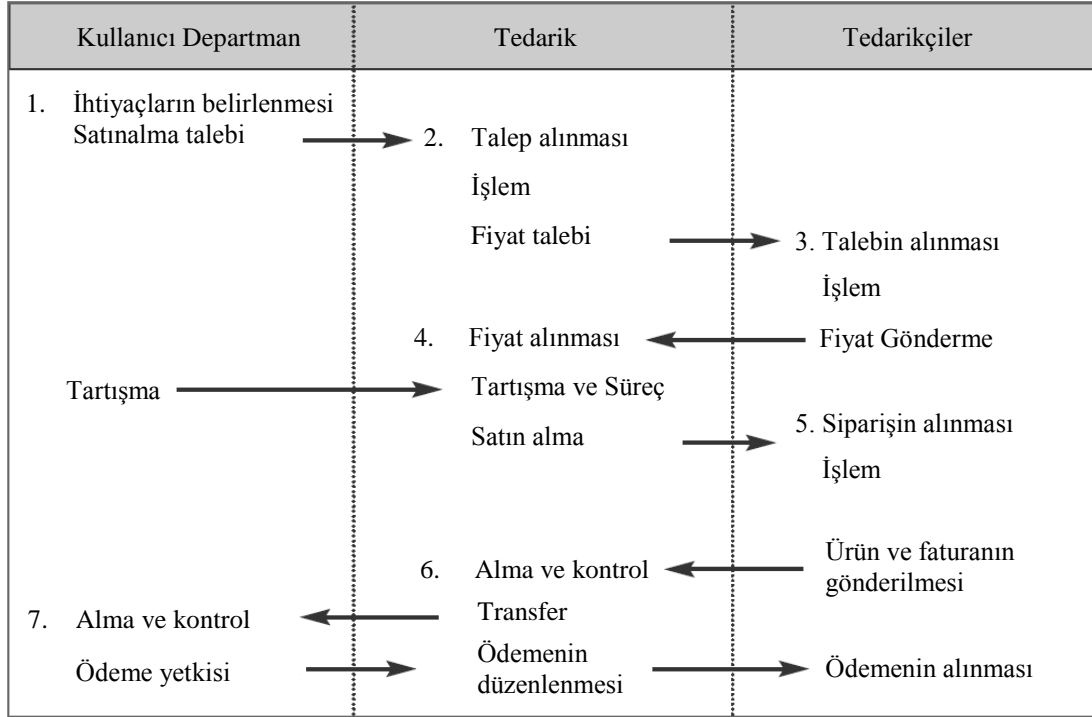 Kullanıcı Departman Tedarik Tedarikçiler
1. İhtiyaçların belirlenmesi
Satınalma talebi
2. Talep alınması
İşlem
Fiyat talebi
3. Talebin alınması
İşlem
4. Fiyat alınması
Fiyat Gönderme
Tartışma
Tartışma ve Süreç
Satın alma
5. Siparişin alınması
İşlem
6. Alma ve kontrol
Ürün ve faturanın
gönderilmesi
7. Alma ve kontrol
Transfer
Ödeme yetkisi
Ödemenin
düzenlenmesi
Ödemenin alınması